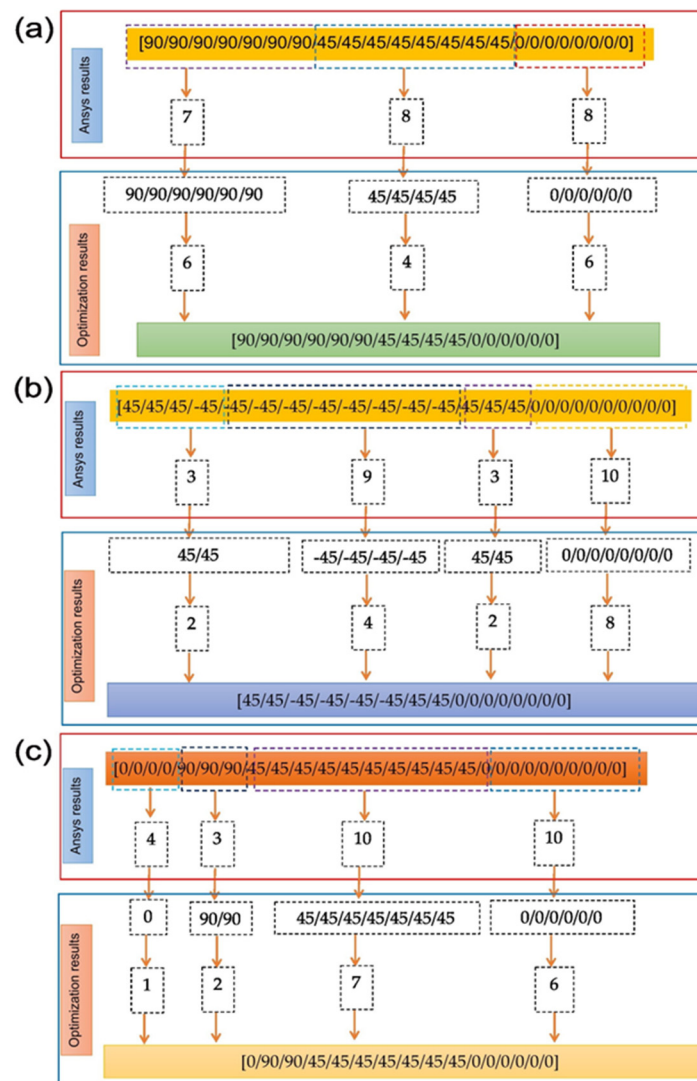 (a)
[90/90/90/90/90/90/90/45/45/45/45/45/45/45/45/0/0/0/0/0/0/0/0]
Ansys results
7 8 8
90/90/90/90/90/90 45/45/45/45 0/0/0/0/0/0
Optimization results
6 4 6
[90/90/90/90/90/90/45/45/45/45/0/0/0/0/0/0]
(b)
[45/45/45/-45/-45/-45/-45/-45/-45/-45/-45/-45/45/45/45/0/0/0/0/0/0/0/0/0/0]
Ansys results
3 9 3 10
45/45 -45/-45/-45/-45 45/45 0/0/0/0/0/0/0/0
Optimization results
2 4 2 8
[45/45/-45/-45/-45/-45/45/45/0/0/0/0/0/0/0/0]
(c)
[0/0/0/0/90/90/90/45/45/45/45/45/45/45/45/45/45/0/0/0/0/0/0/0/0/0/0]
Ansys results
4 3 10 10
0 90/90 45/45/45/45/45/45/45 0/0/0/0/0/0
Optimization results
1 2 7 6
[0/90/90/45/45/45/45/45/45/45/0/0/0/0/0/0]